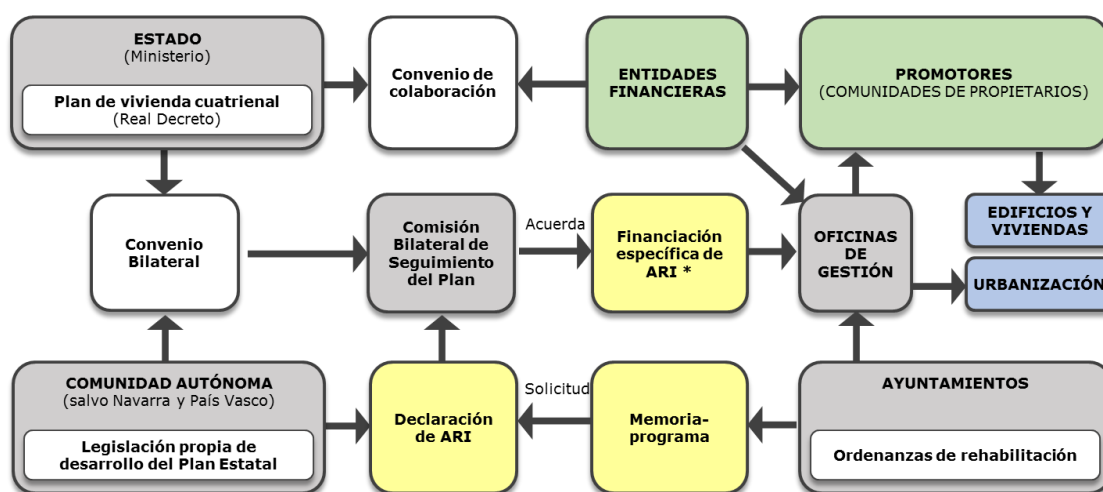 ESTADO
(Ministerio)
Plan de vivienda cuatrienal
(Real Decreto)
Convenio de
colaboración
ENTIDADES
FINANCIERAS
PROMOTORES
(COMUNIDADES DE PROPIETARIOS)
Convenio
Bilateral
Comisión
Bilateral de
Seguimiento
del Plan
Acuerda
Financiación
específica de
ARI *
OFICINAS
DE
GESTIÓN
EDIFICIOS Y
VIVIENDAS
URBANIZACIÓN
COMUNIDAD AUTÓNOMA
(salvo Navarra y País Vasco)
Legislación propia de
desarrollo del Plan Estatal
Declaración
de ARI
Solicitud
Memoria-
programa
AYUNTAMIENTOS
Ordenanzas de rehabilitación